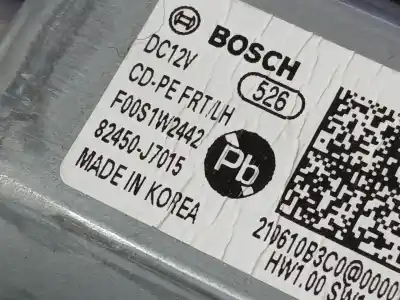 BOSCH
DC12V
526
CD-PE FRT/LH
F00S1W2442
82450-J7015
Pb
MADE IN KOREA
210610B3C0@0000
HW1.00